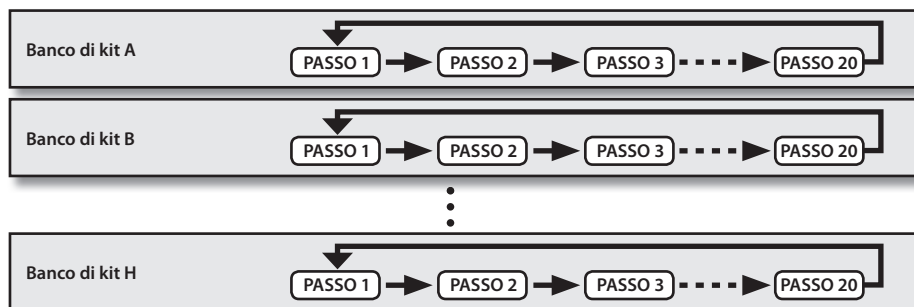 Banco di kit A
PASSO 1 PASSO 2 PASSO 3 PASSO 20
Banco di kit B
PASSO 1 PASSO 2 PASSO 3 PASSO 20
Banco di kit H
PASSO 1 PASSO 2 PASSO 3 PASSO 20